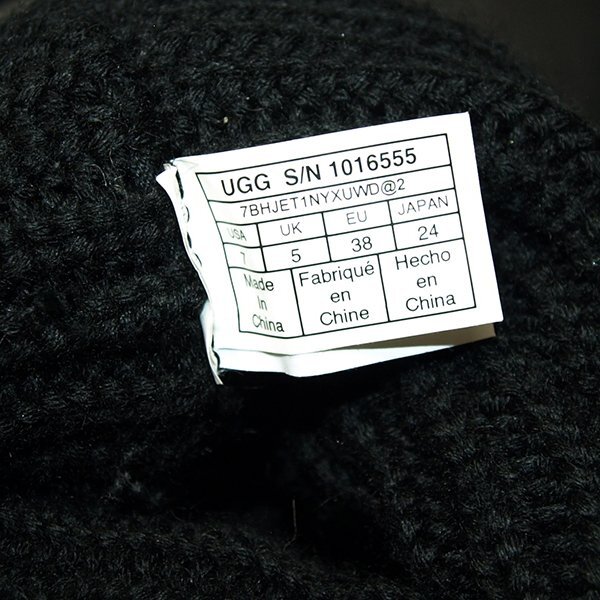 UGG S/N 1016555
7BHJET1NYXUWD@2
USA UK EU JAPAN
7 5 38 24
Made In China
Fabriqué en Chine
Hecho en China